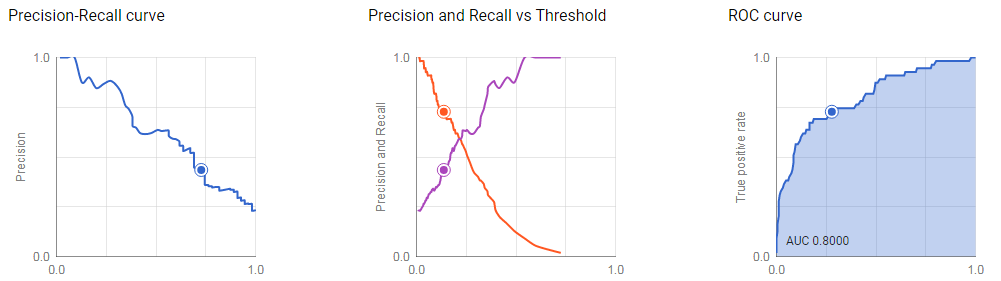 Precision-Recall curve
1.0
Precision
0.0
0.0 1.0
Precision and Recall vs Threshold
1.0
Precision and Recall
0.0
0.0 1.0
ROC curve
1.0
True positive rate
AUC 0.8000
0.0
0.0 1.0